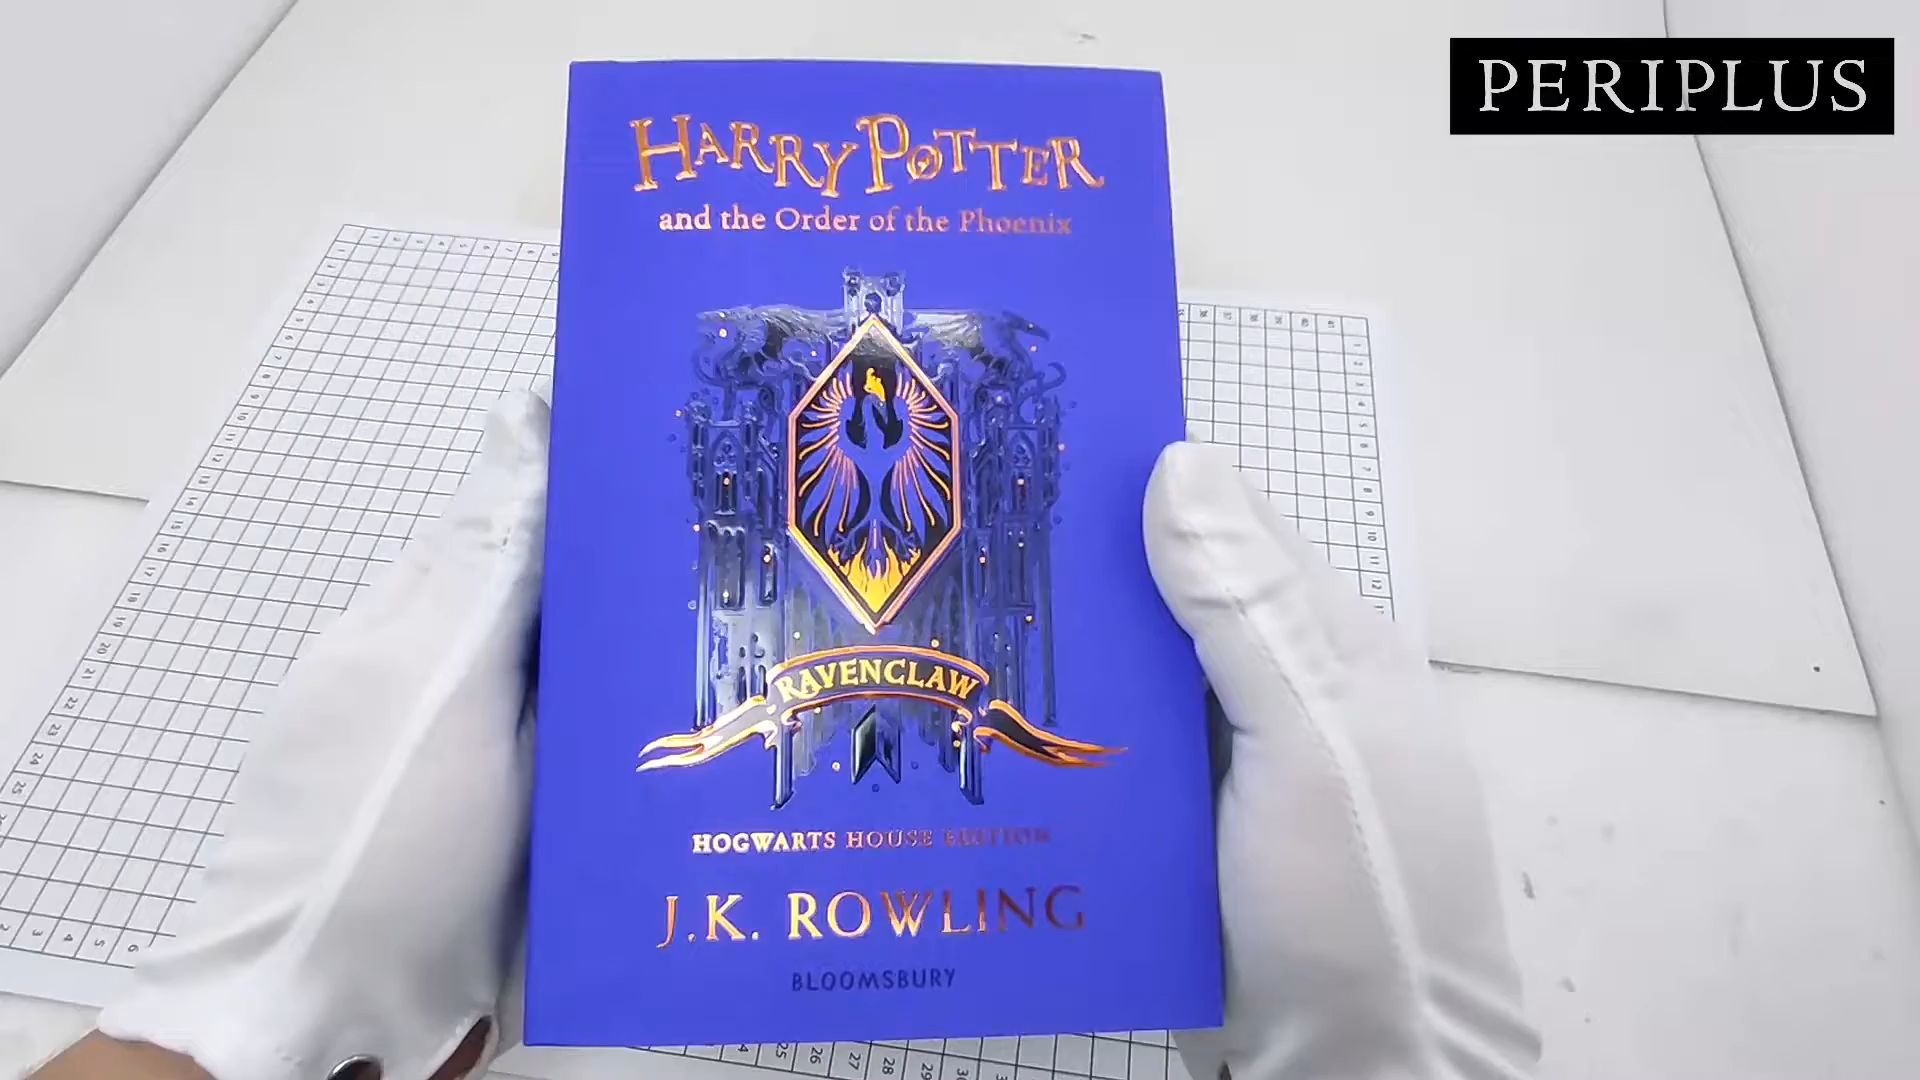 PERIPLUS
HARRY POTTER
and the Order of the Phoenix
RAVENCLAW
HOGWARTS HOUSE EDITION
J.K. ROWLING
BLOOMSBURY